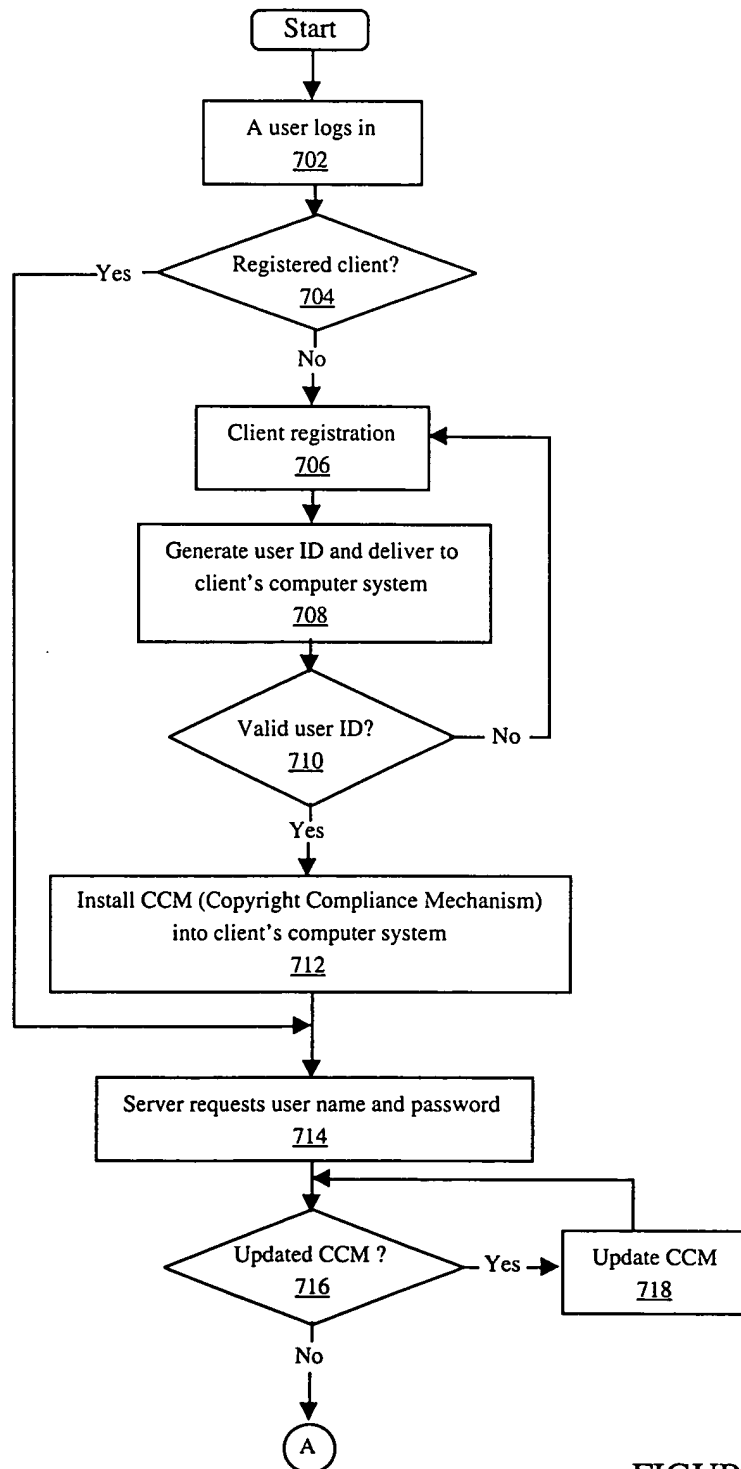 Start
A user logs in
702
Registered client?
704
Yes
No
Client registration
706
Generate user ID and deliver to
client's computer system
708
Valid user ID?
710
No
Yes
Install CCM (Copyright Compliance Mechanism)
into client's computer system
712
Server requests user name and password
714
Updated CCM ?
716
Yes
Update CCM
718
No
A
FIGUR